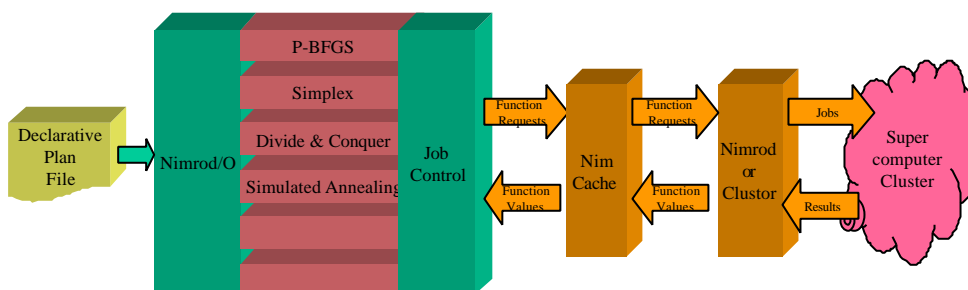 Declarative
Plan
File
Nimrod/O
P-BFGS
Simplex
Divide & Conquer
Simulated Annealing
Job
Control
Function
Requests
Function
Values
Nim
Cache
Function
Requests
Function
Values
Nimrod
or
Clustor
Jobs
Results
Super
computer
Cluster